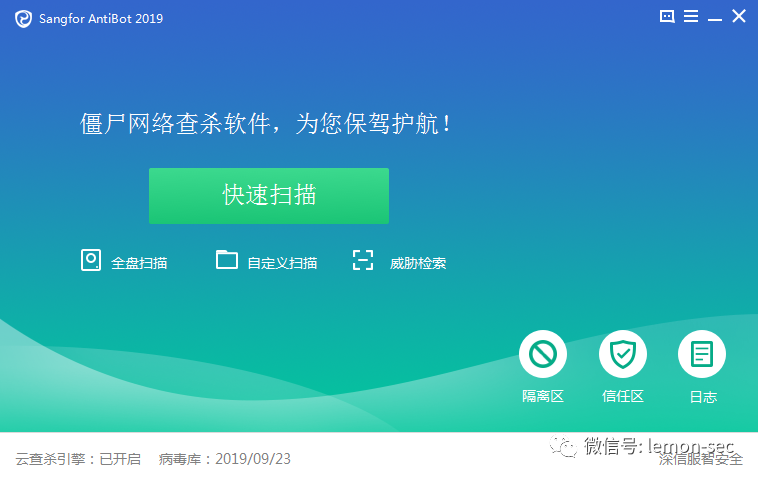 Sangfor AntiBot 2019
僵尸网络查杀软件，为您保驾护航！
快速扫描
全盘扫描 自定义扫描 威胁检索
隔离区 信任区 日志
微信号: lemon-sec
云查杀引擎：已开启 病毒库：2019/09/23 深信服智安全